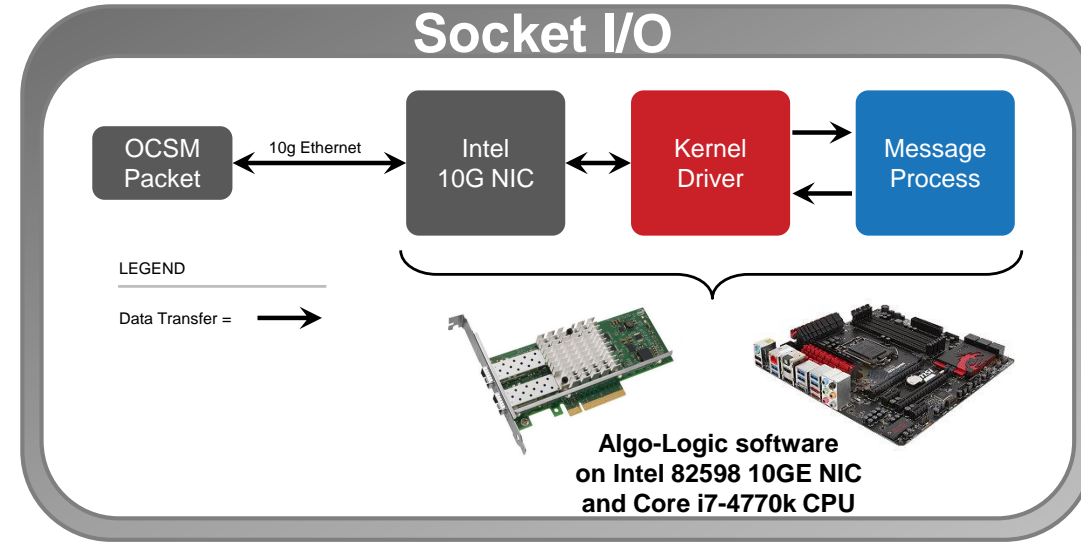 Socket I/O
OCSM
Packet
10g Ethernet
Intel
10G NIC
Kernel
Driver
Message
Process
LEGEND
Data Transfer =
Algo-Logic software
on Intel 82598 10GE NIC
and Core i7-4770k CPU